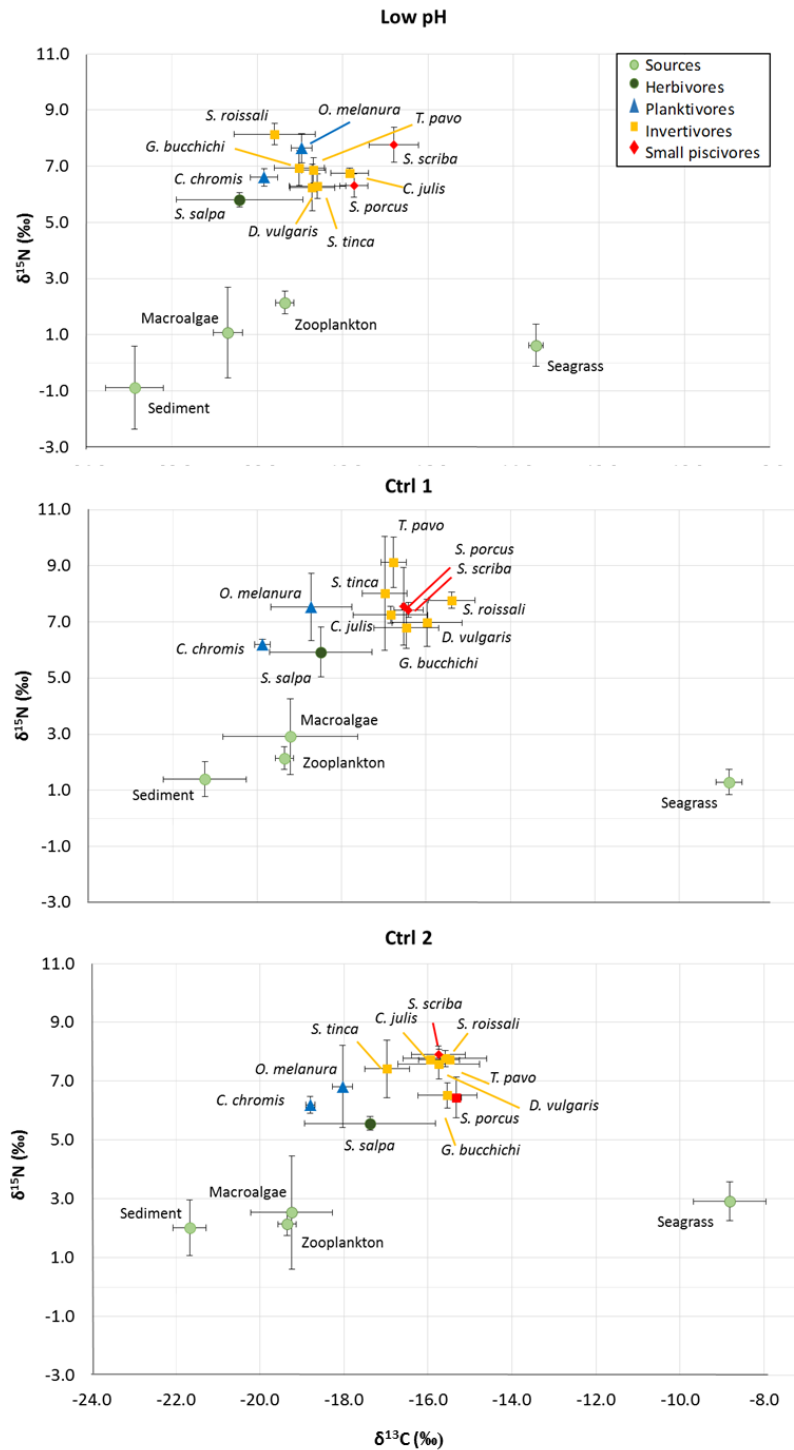 Low pH
11.0
9.0
7.0
5.0
3.0
1.0
-1.0
-3.0
δ15N (‰)
Sources
Herbivores
Planktivores
Invertivores
Small piscivores
S. roissali
O. melanura
T. pavo
G. bucchichi
S. scriba
C. chromis
C. julis
S. salpa
S. porcus
D. vulgaris
S. tinca
Macroalgae
Zooplankton
Seagrass
Sediment
Ctrl 1
11.0
9.0
7.0
5.0
3.0
1.0
-1.0
-3.0
δ15N (‰)
T. pavo
S. porcus
S. scriba
S. tinca
O. melanura
S. roissali
C. julis
D. vulgaris
C. chromis
G. bucchichi
S. salpa
Macroalgae
Zooplankton
Sediment
Seagrass
Ctrl 2
11.0
9.0
7.0
5.0
3.0
1.0
-1.0
-3.0
δ15N (‰)
S. scriba
C. julis
S. roissali
S. tinca
O. melanura
T. pavo
C. chromis
D. vulgaris
S. porcus
S. salpa
G. bucchichi
Macroalgae
Sediment
Zooplankton
Seagrass
-24.0 -22.0 -20.0 -18.0 -16.0 -14.0 -12.0 -10.0 -8.0
δ13C (‰)